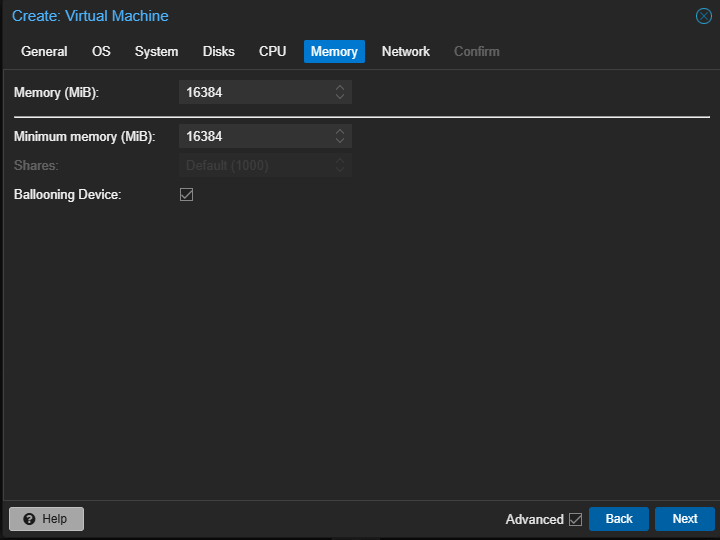 Create: Virtual Machine
General OS System Disks CPU Memory Network Confirm
Memory (MiB): 16384
Minimum memory (MiB): 16384
Shares: Default (1000)
Ballooning Device:
? Help Advanced Back Next